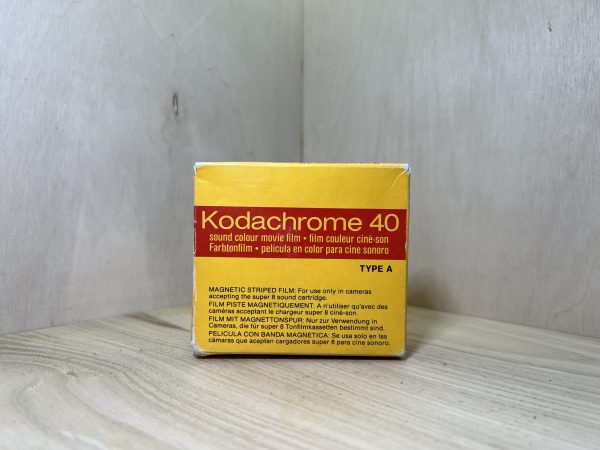 Kodachrome 40
sound colour movie film • film couleur ciné-son
Farbtonfilm • pelicula en color para cine sonoro
TYPE A
MAGNETIC STRIPED FILM: For use only in cameras
accepting the super 8 sound cartridge.
FILM PISTE MAGNETIQUEMENT: A n'utiliser qu'avec des
caméras acceptant le chargeur super 8 ciné-son.
FILM MIT MAGNETTONSPUR: Nur zur Verwendung in
Cameras, die für super 8 Tonfilmkassetten bestimmt sind.
PELICULA CON BANDA MAGNETICA: Se usa solo en las
cámaras que aceptan cargadores super 8 para cine sonoro.